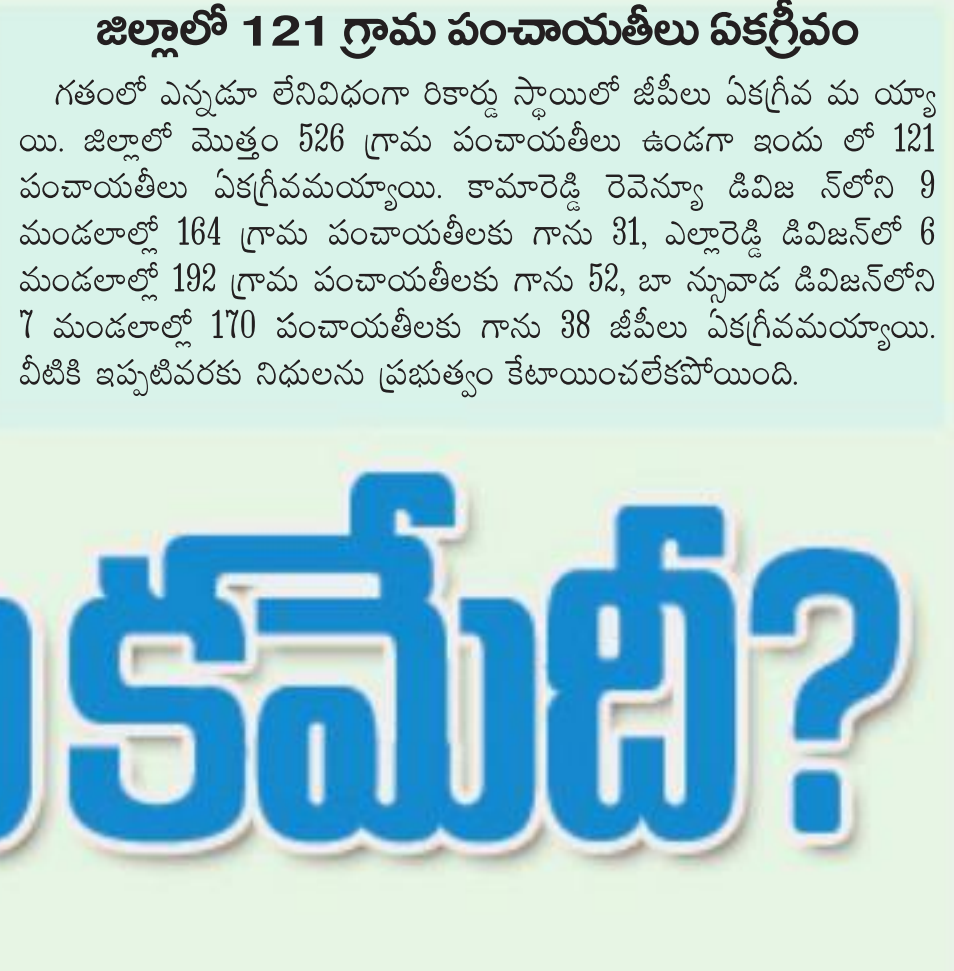 జిల్లాలో 121 గ్రామ పంచాయతీలు ఏకగ్రీవం
గతంలో ఎన్నడూ లేనివిధంగా రికార్డు స్థాయిలో జీపీలు ఏకగ్రీవ మ య్యా
యి. జిల్లాలో మొత్తం 526 గ్రామ పంచాయతీలు ఉండగా ఇందు లో 121
పంచాయతీలు ఏకగ్రీవమయ్యాయి. కామారెడ్డి రెవెన్యూ డివిజ న్‌లోని 9
మండలాల్లో 164 గ్రామ పంచాయతీలకు గాను 31, ఎల్లారెడ్డి డివిజన్‌లో 6
మండలాల్లో 192 గ్రామ పంచాయతీలకు గాను 52, బా న్సువాడ డివిజన్‌లోని
7 మండలాల్లో 170 పంచాయతీలకు గాను 38 జీపీలు ఏకగ్రీవమయ్యాయి.
వీటికి ఇప్పటివరకు నిధులను ప్రభుత్వం కేటాయించలేకపోయింది.
కమేటీ?